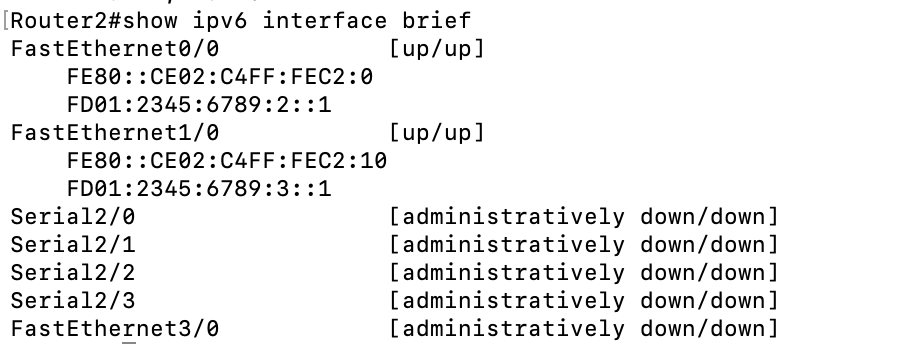 [Router2#show ipv6 interface brief
FastEthernet0/0            [up/up]
    FE80::CE02:C4FF:FEC2:0
    FD01:2345:6789:2::1
FastEthernet1/0            [up/up]
    FE80::CE02:C4FF:FEC2:10
    FD01:2345:6789:3::1
Serial2/0                  [administratively down/down]
Serial2/1                  [administratively down/down]
Serial2/2                  [administratively down/down]
Serial2/3                  [administratively down/down]
FastEthernet3/0            [administratively down/down]